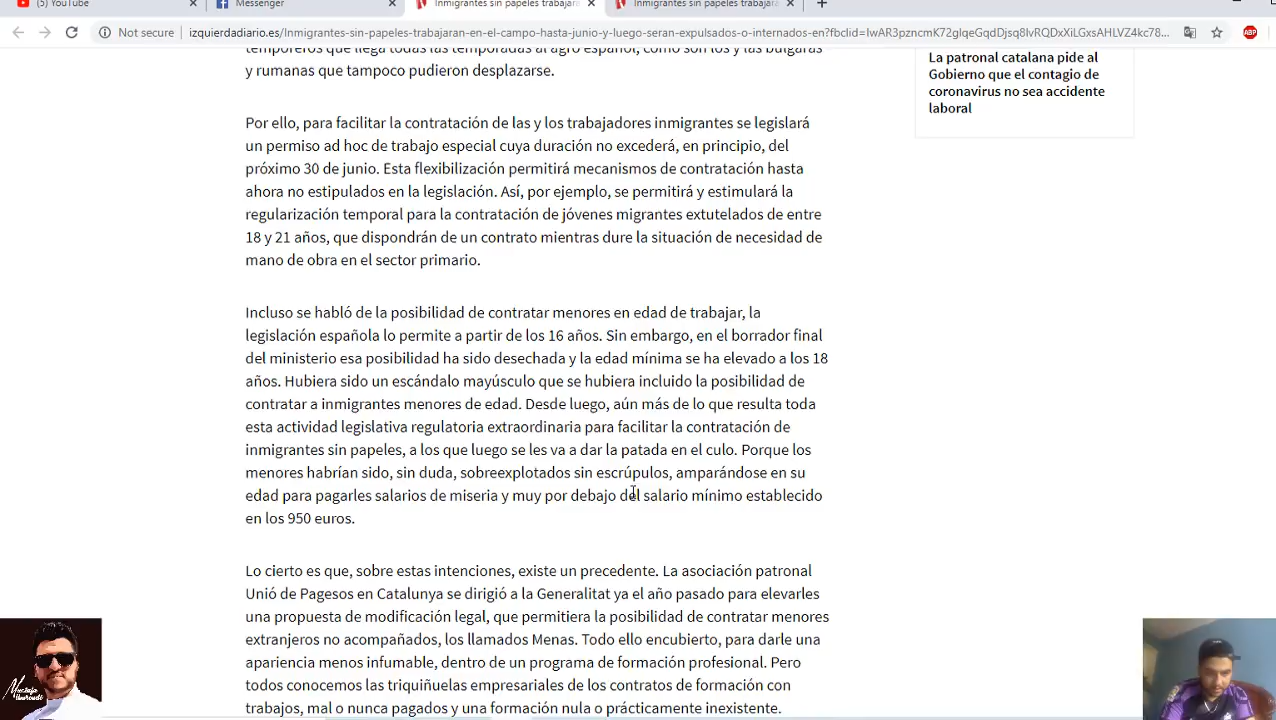 (5) YouTube
Messenger
Inmigrantes sin papeles trabajar
Inmigrantes sin papeles trabajar
Not secure
izquierdadiario.es/Inmigrantes-sin-papeles-trabajaran-en-el-campo-hasta-junio-y-luego-seran-expulsados-o-internados-en?fbclid=IwAR3pzncmK72glqeGqdDjsq8lvRQDxXiLGxsAHLVZ4kc78...
ABP
temporeros que llega todas las temporadas al agro español, como son los y las búlgaras
y rumanas que tampoco pudieron desplazarse.
La patronal catalana pide al
Gobierno que el contagio de
coronavirus no sea accidente
laboral
Por ello, para facilitar la contratación de las y los trabajadores inmigrantes se legislará
un permiso ad hoc de trabajo especial cuya duración no excederá, en principio, del
próximo 30 de junio. Esta flexibilización permitirá mecanismos de contratación hasta
ahora no estipulados en la legislación. Así, por ejemplo, se permitirá y estimulará la
regularización temporal para la contratación de jóvenes migrantes extutelados de entre
18 y 21 años, que dispondrán de un contrato mientras dure la situación de necesidad de
mano de obra en el sector primario.
Incluso se habló de la posibilidad de contratar menores en edad de trabajar, la
legislación española lo permite a partir de los 16 años. Sin embargo, en el borrador final
del ministerio esa posibilidad ha sido desechada y la edad mínima se ha elevado a los 18
años. Hubiera sido un escándalo mayúsculo que se hubiera incluido la posibilidad de
contratar a inmigrantes menores de edad. Desde luego, aún más de lo que resulta toda
esta actividad legislativa regulatoria extraordinaria para facilitar la contratación de
inmigrantes sin papeles, a los que luego se les va a dar la patada en el culo. Porque los
menores habrían sido, sin duda, sobreexplotados sin escrúpulos, amparándose en su
edad para pagarles salarios de miseria y muy por debajo del salario mínimo establecido
en los 950 euros.
Lo cierto es que, sobre estas intenciones, existe un precedente. La asociación patronal
Unió de Pagesos en Catalunya se dirigió a la Generalitat ya el año pasado para elevarles
una propuesta de modificación legal, que permitiera la posibilidad de contratar menores
extranjeros no acompañados, los llamados Menas. Todo ello encubierto, para darle una
apariencia menos infumable, dentro de un programa de formación profesional. Pero
todos conocemos las triquiñuelas empresariales de los contratos de formación con
trabajos, mal o nunca pagados y una formación nula o prácticamente inexistente.